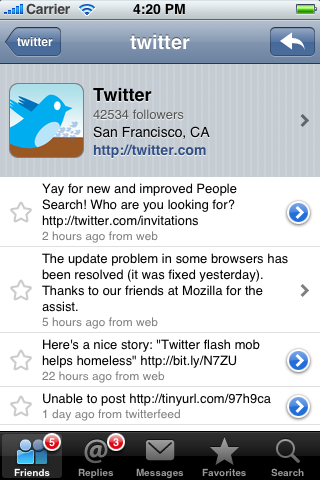 Carrier 4:20 PM
twitter twitter
Twitter
42534 followers
San Francisco, CA
http://twitter.com
Yay for new and improved People
Search! Who are you looking for?
http://twitter.com/invitations
2 hours ago from web
The update problem in some browsers has
been resolved (it was fixed yesterday).
Thanks to our friends at Mozilla for the
assist.
5 hours ago from web
Here's a nice story: "Twitter flash mob
helps homeless" http://bit.ly/N7ZU
22 hours ago from web
Unable to post http://tinyurl.com/97h9ca
1 day ago from twitterfeed
5 3
Friends Replies Messages Favorites Search